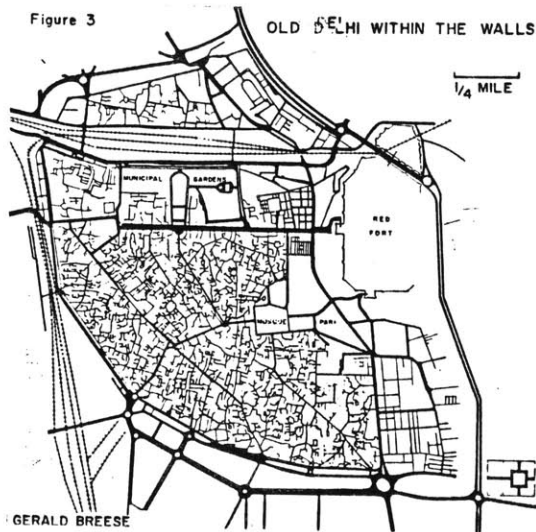 Figure 3
OLD DELHI WITHIN THE WALLS
1/4 MILE
MUNICIPAL GARDENS
RED
FORT
MOSQUE PARK
GERALD BREESE